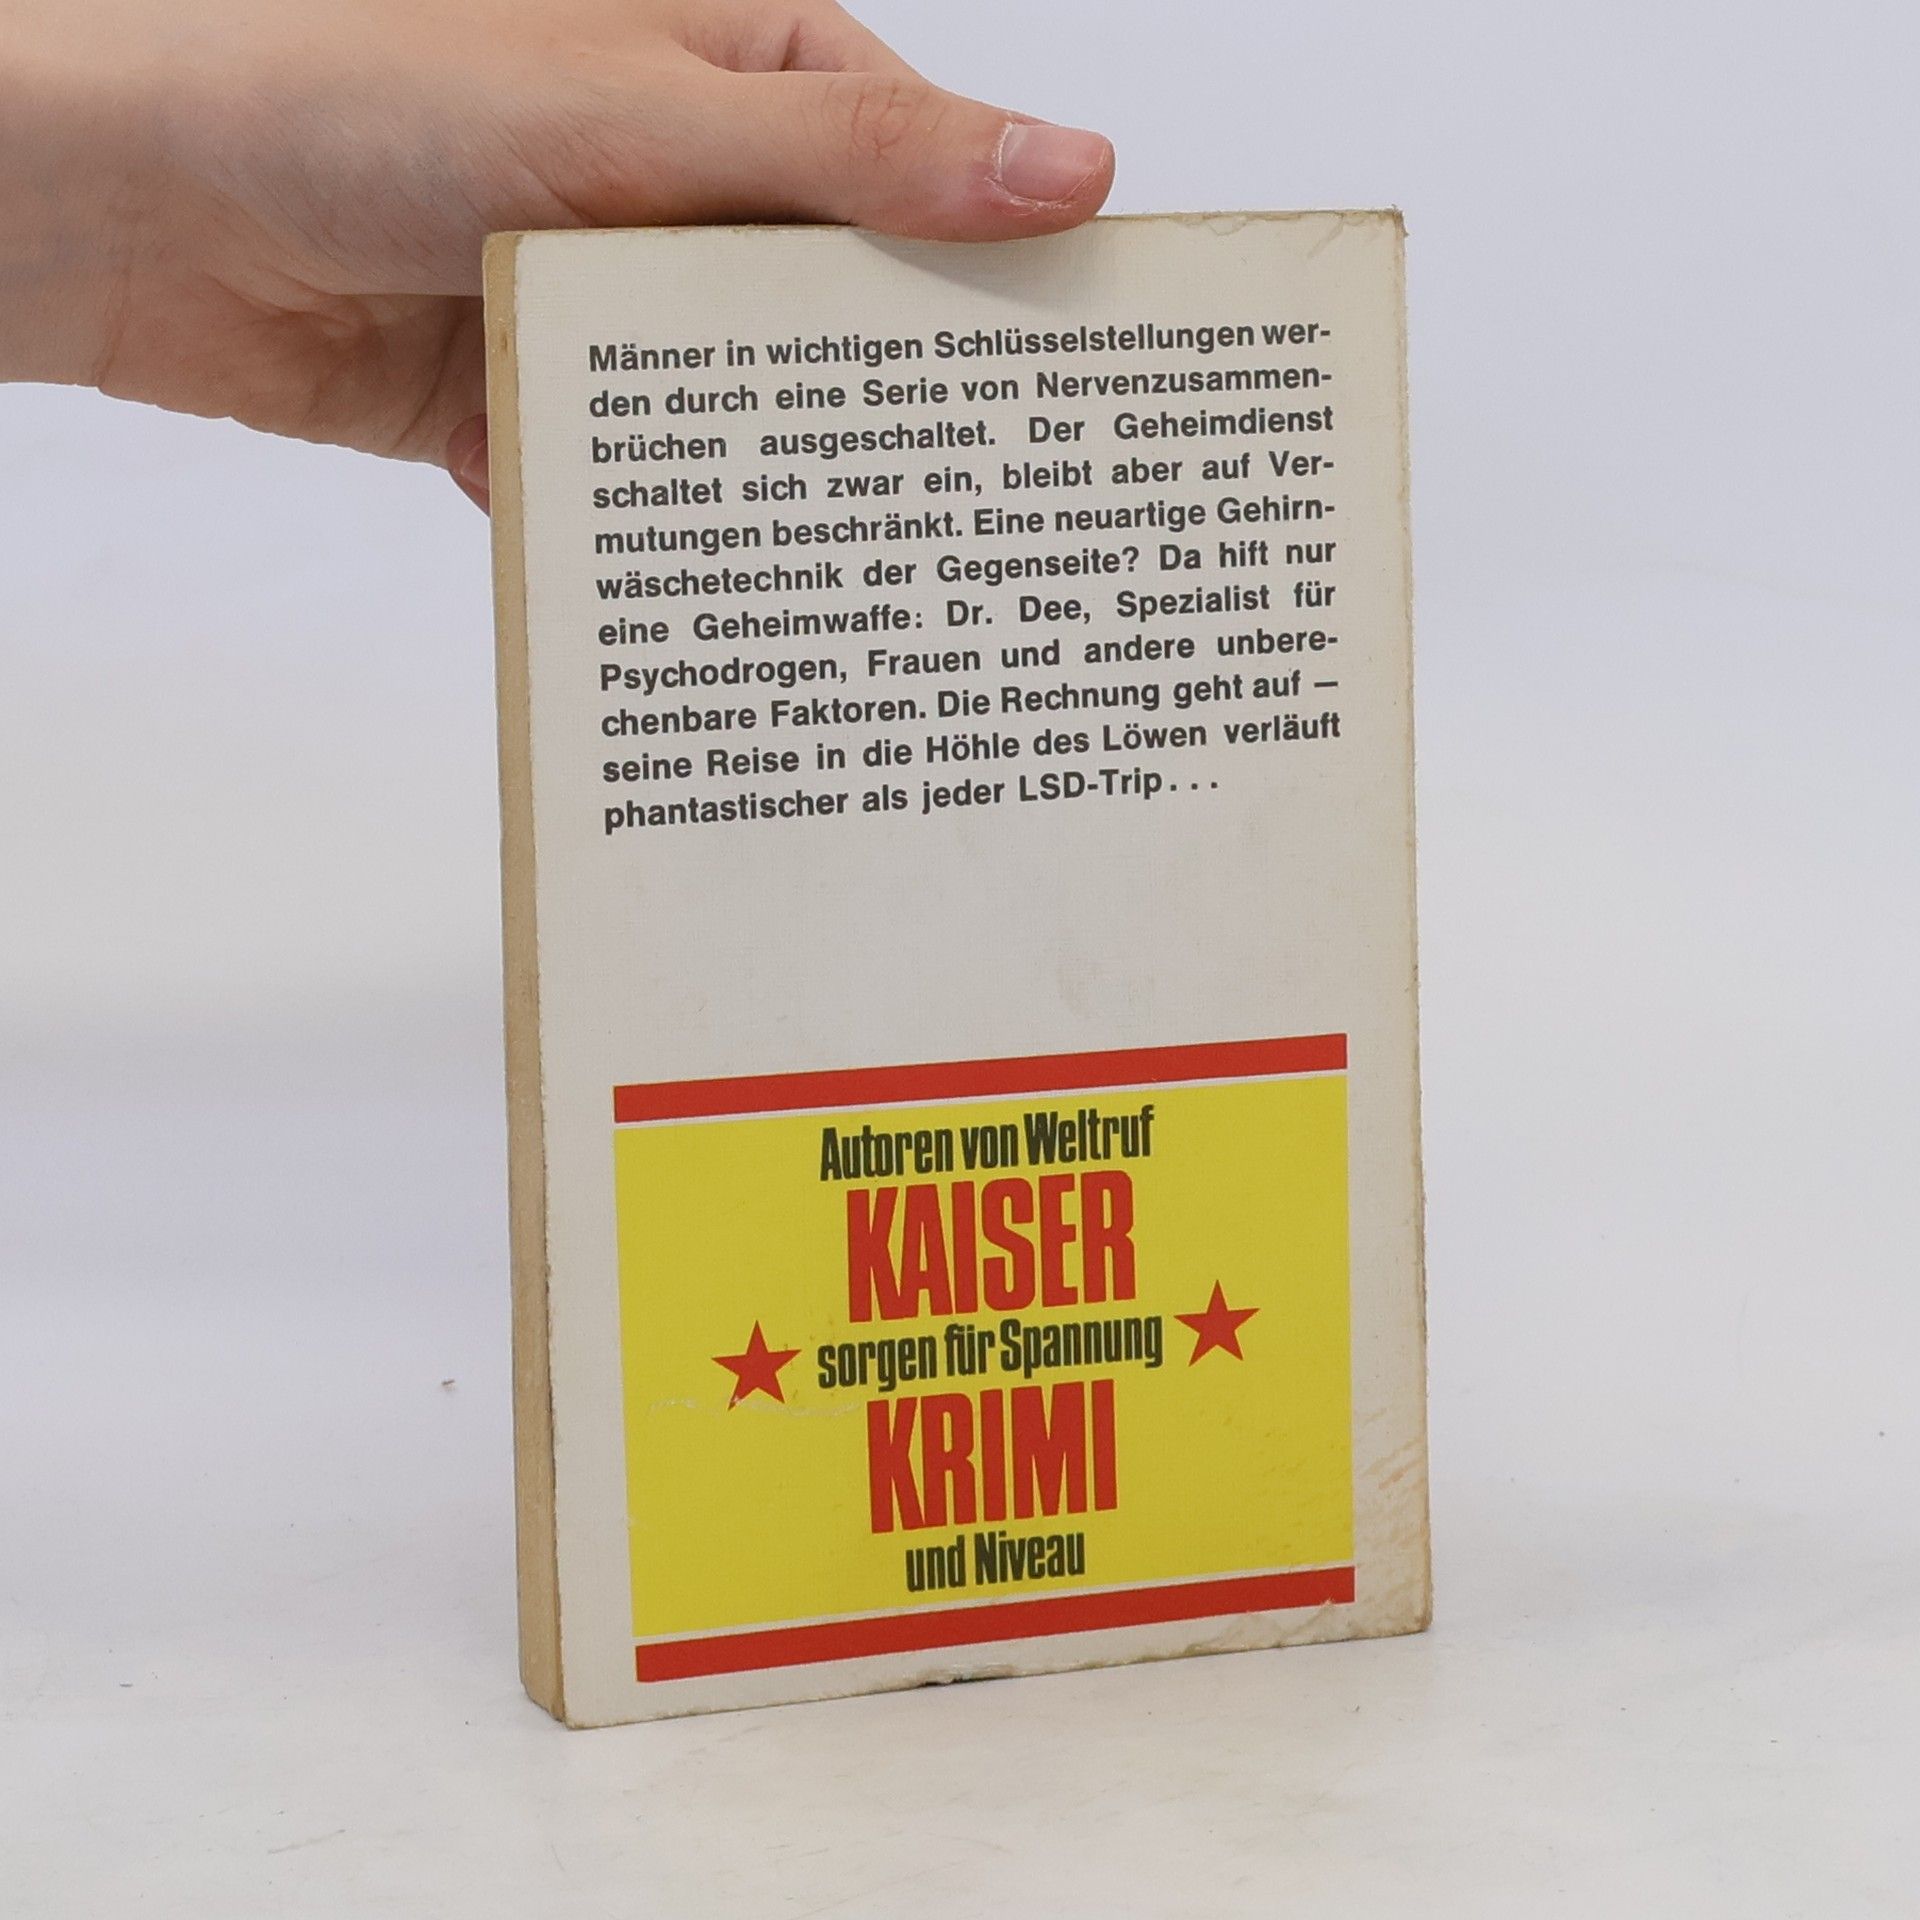 Männer in wichtigen Schlüsselstellungen wer-
den durch eine Serie von Nervenzusammen-
brüchen ausgeschaltet. Der Geheimdienst
schaltet sich zwar ein, bleibt aber auf Ver-
mutungen beschränkt. Eine neuartige Gehirn-
wäschetechnik der Gegenseite? Da hift nur
eine Geheimwaffe: Dr. Dee, Spezialist für
Psychodrogen, Frauen und andere unbere-
chenbare Faktoren. Die Rechnung geht auf –
seine Reise in die Höhle des Löwen verläuft
phantastischer als jeder LSD-Trip...
Autoren von Weltruf
KAISER
sorgen für Spannung
KRIMI
und Niveau